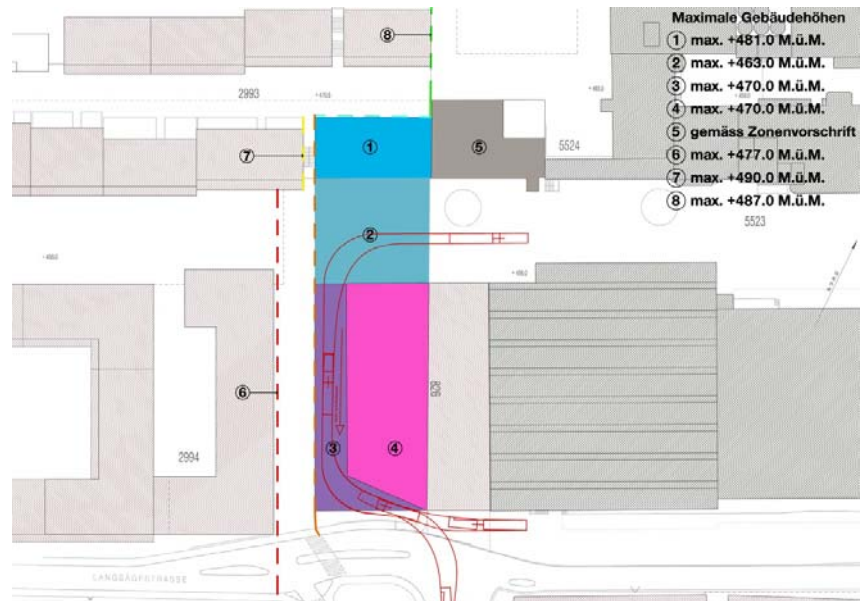 Maximale Gebäudehöhen
① max. +481.0 M.ü.M.
② max. +463.0 M.ü.M.
③ max. +470.0 M.ü.M.
④ max. +470.0 M.ü.M.
⑤ gemäss Zonenvorschrift
⑥ max. +477.0 M.ü.M.
⑦ max. +490.0 M.ü.M.
⑧ max. +487.0 M.ü.M.
⑧
2993
①
⑤
5524
⑦
5523
②
⑥
928
2994
③
④